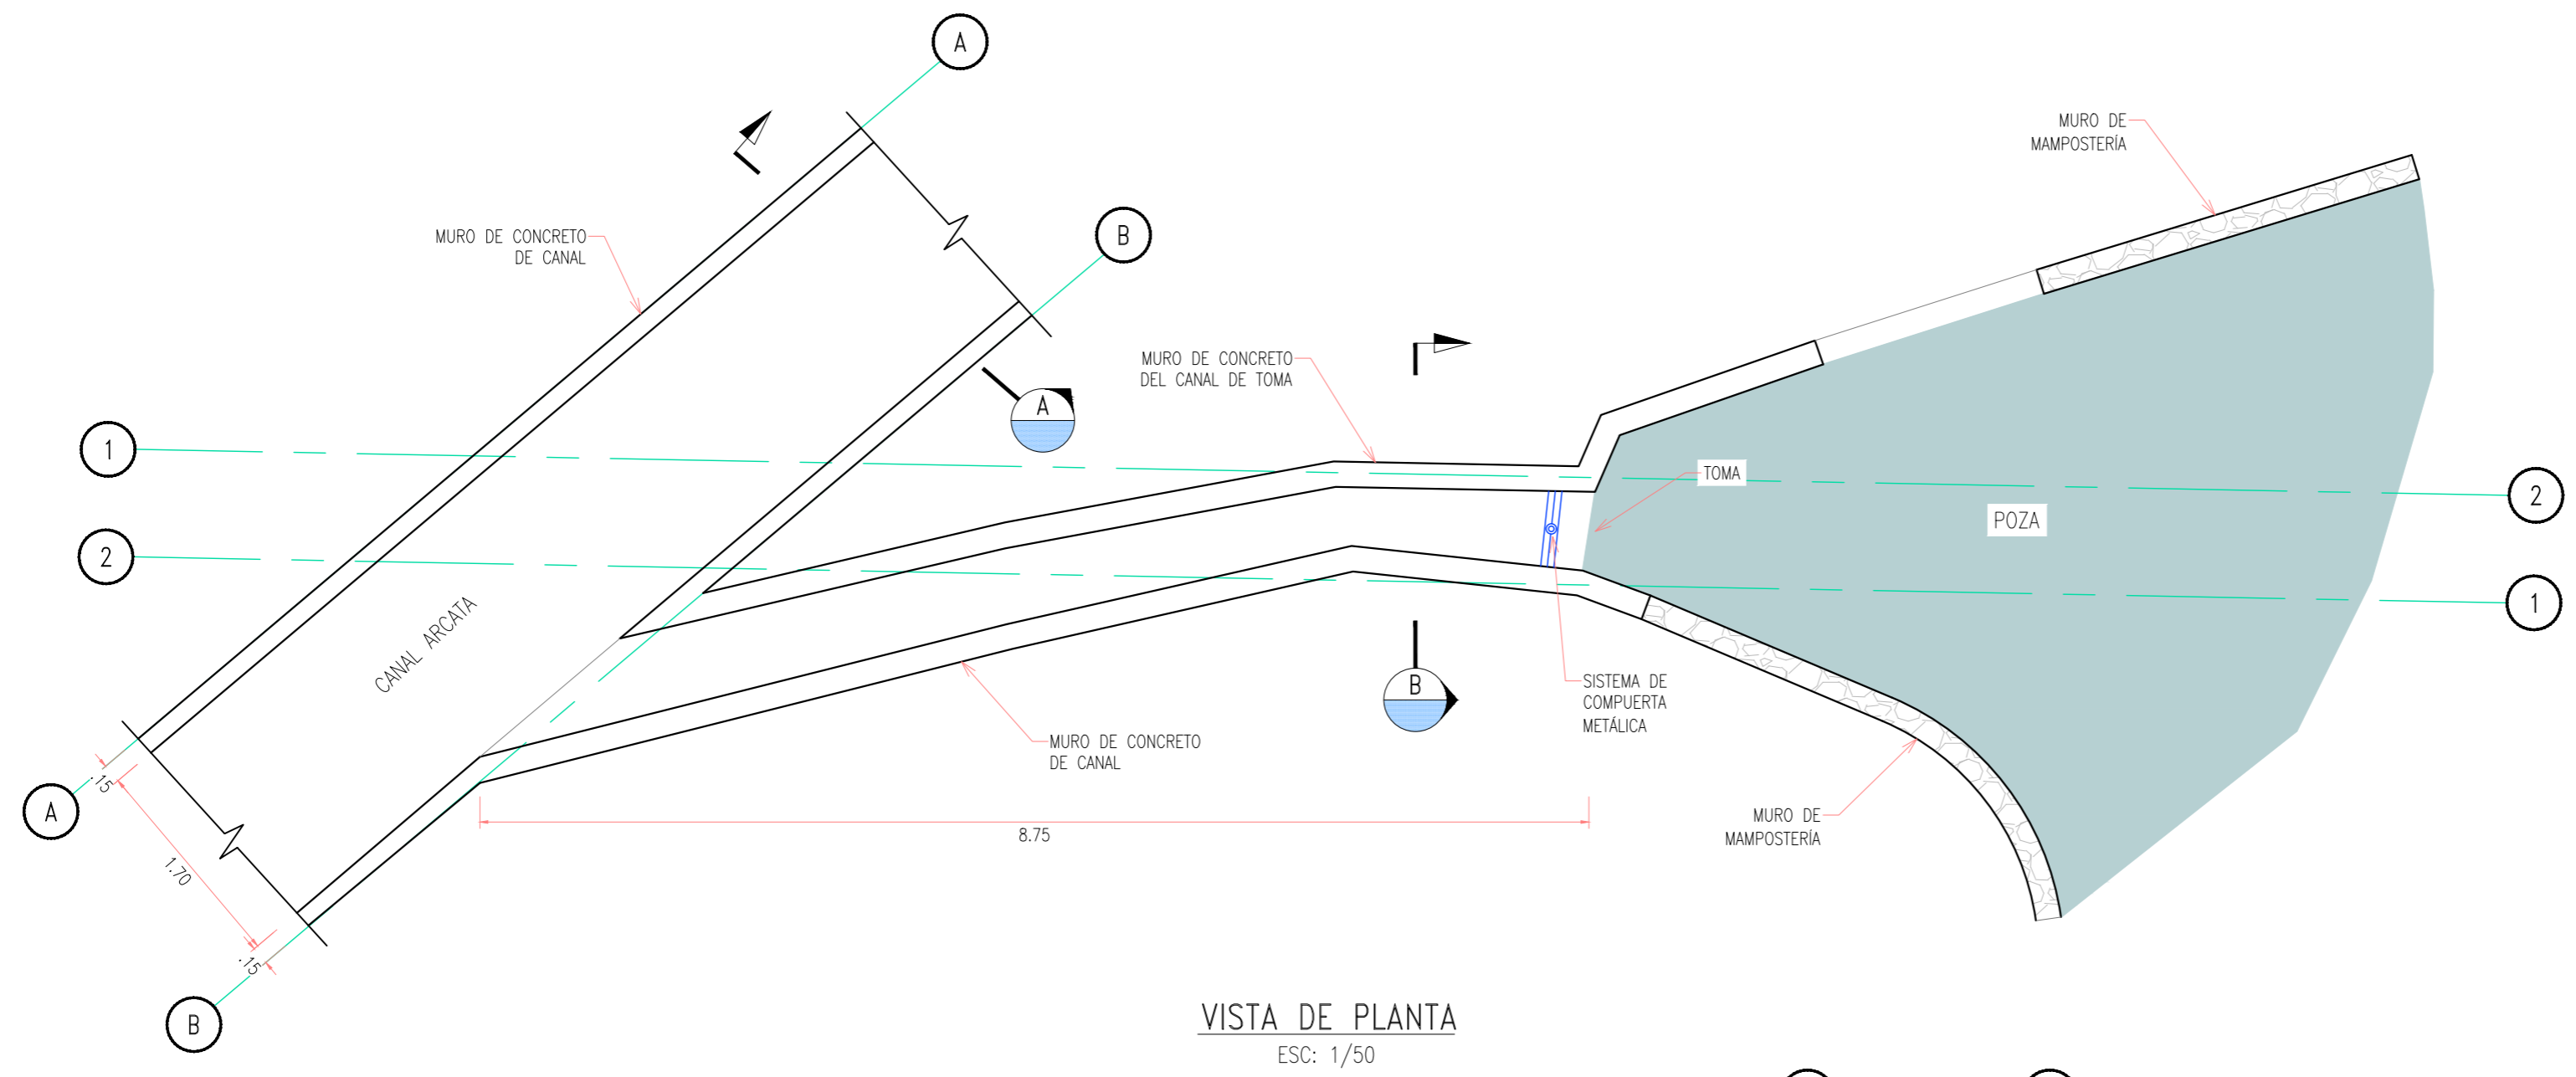 A
MURO DE
MAMPOSTERÍA
B
MURO DE CONCRETO
DE CANAL
MURO DE CONCRETO
DEL CANAL DE TOMA
A
1
TOMA
2
POZA
2
1
CANAL ARCATA
B
SISTEMA DE
COMPUERTA
METÁLICA
MURO DE CONCRETO
DE CANAL
.15
A
MURO DE
MAMPOSTERÍA
8.75
1.70
.15
B
VISTA DE PLANTA
ESC: 1/50